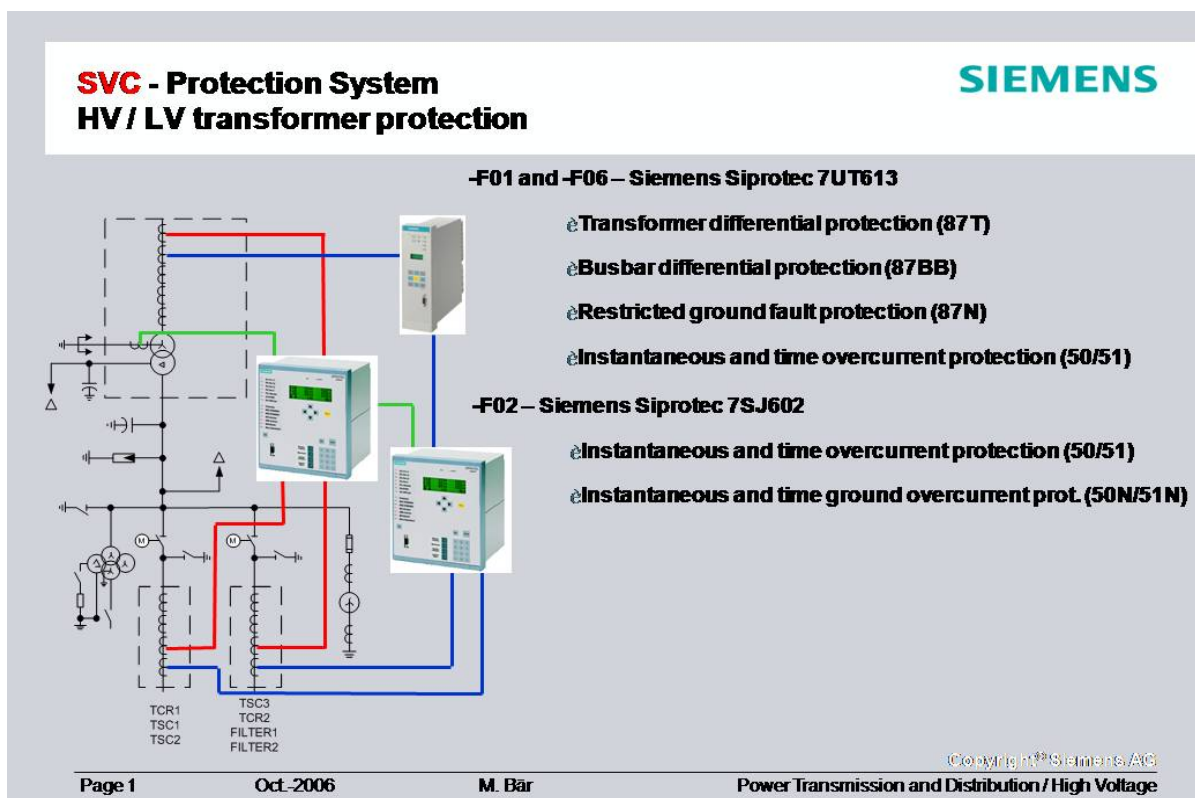 SVC - Protection System
HV / LV transformer protection
SIEMENS
-F01 and -F06 – Siemens Siprotec 7UT613
èTransformer differential protection (87T)
èBusbar differential protection (87BB)
èRestricted ground fault protection (87N)
èInstantaneous and time overcurrent protection (50/51)
-F02 – Siemens Siprotec 7SJ602
èInstantaneous and time overcurrent protection (50/51)
èInstantaneous and time ground overcurrent prot. (50N/51N)
M
M
TCR1
TSC1
TSC2
TSC3
TCR2
FILTER1
FILTER2
Copyright © Siemens AG
Page 1 Oct.-2006 M. Bär Power Transmission and Distribution / High Voltage